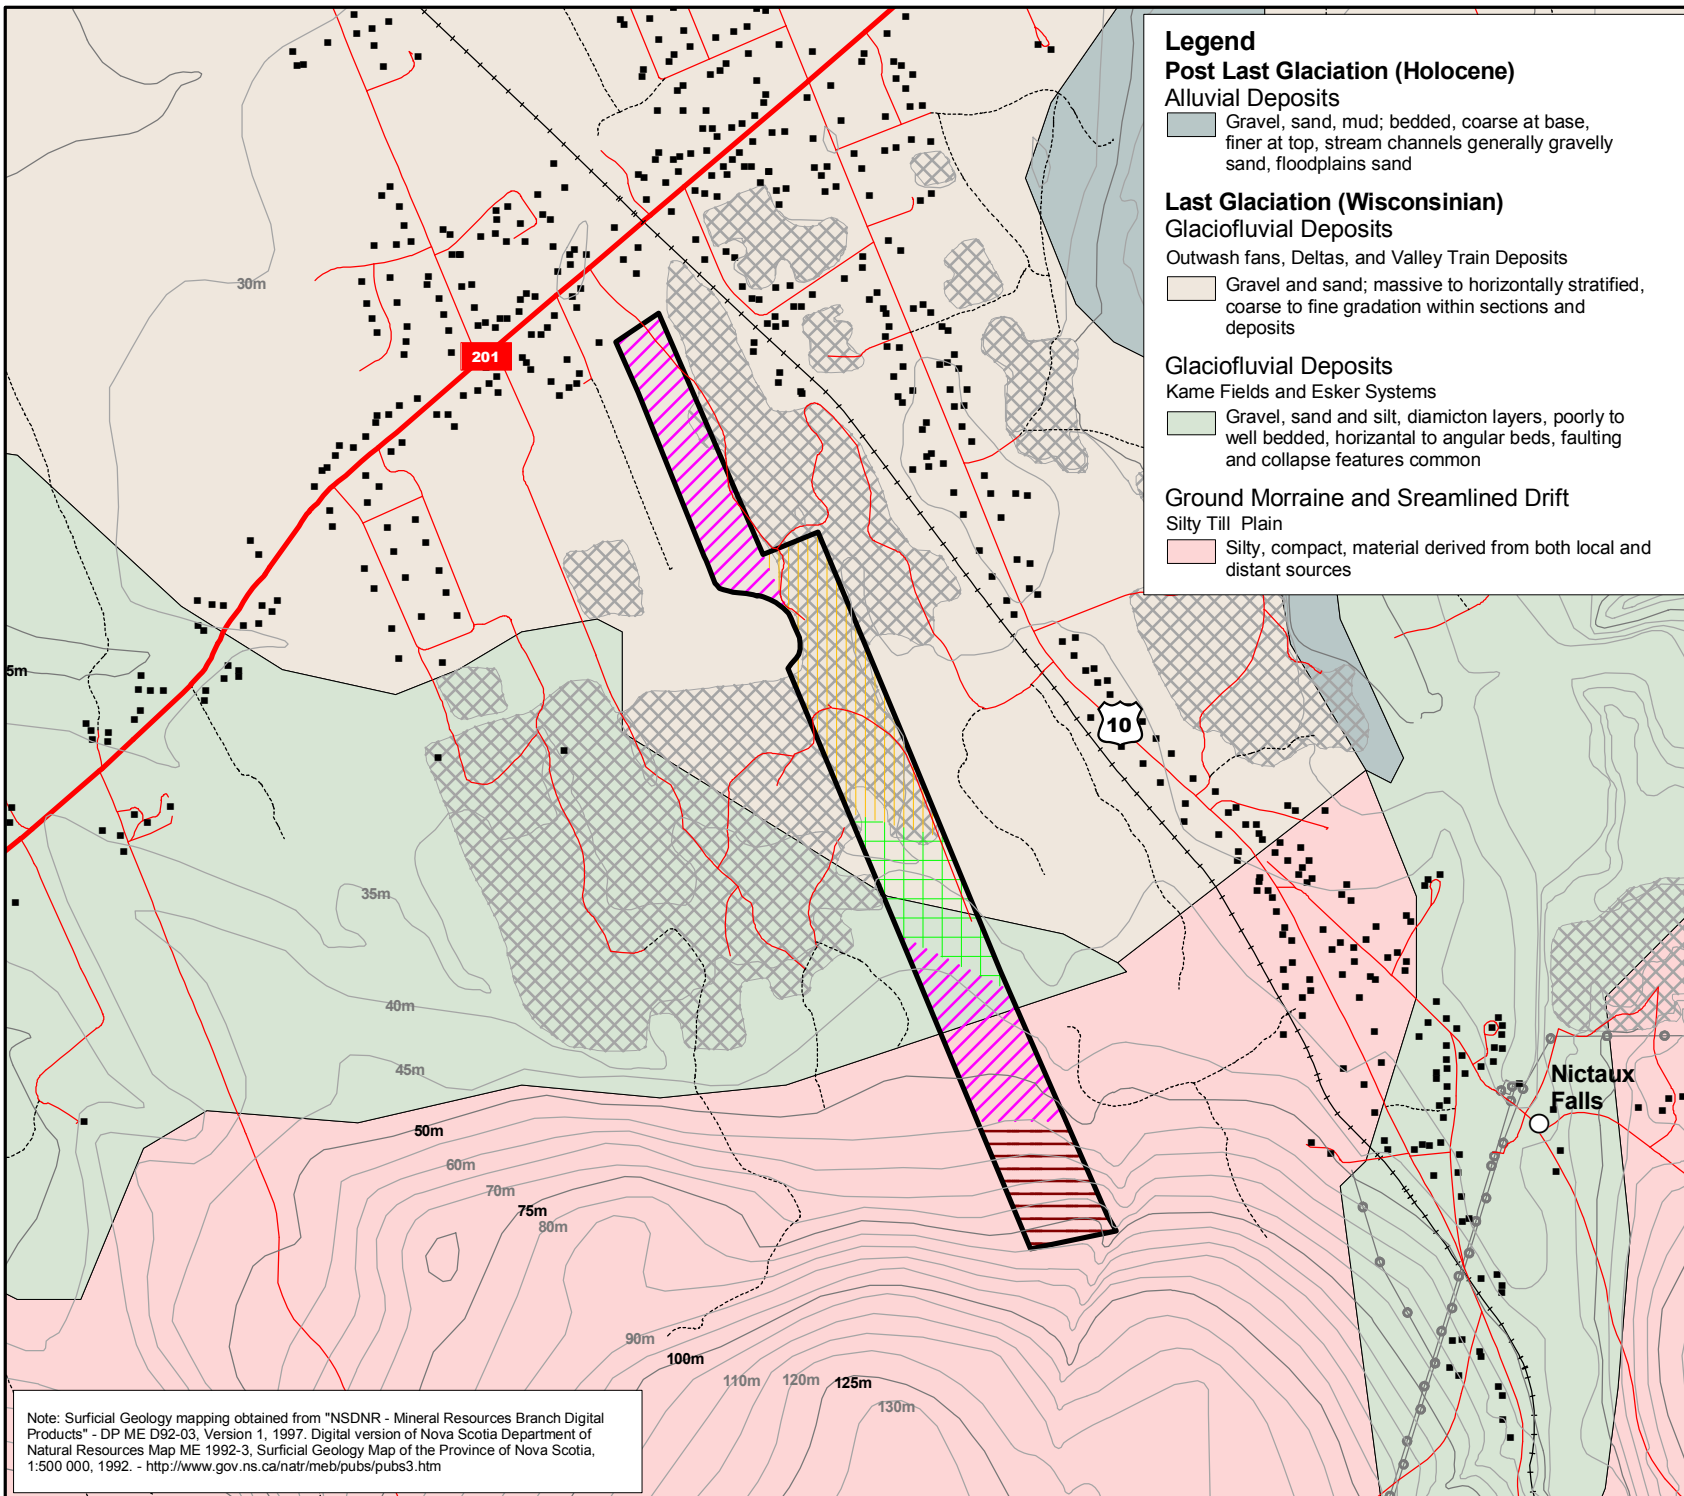 Legend
Post Last Glaciation (Holocene)
Alluvial Deposits
Gravel, sand, mud; bedded, coarse at base,
finer at top, stream channels generally gravelly
sand, floodplains sand
Last Glaciation (Wisconsinian)
Glaciofluvial Deposits
Outwash fans, Deltas, and Valley Train Deposits
Gravel and sand; massive to horizontally stratified,
coarse to fine gradation within sections and
deposits
Glaciofluvial Deposits
Kame Fields and Esker Systems
Gravel, sand and silt, diamicton layers, poorly to
well bedded, horizantal to angular beds, faulting
and collapse features common
Ground Morraine and Sreamlined Drift
Silty Till Plain
Silty, compact, material derived from both local and
distant sources
30m
201
5m
10
35m
40m
45m
Nictaux
Falls
50m
60m
70m
75m
80m
90m
100m
110m
120m
125m
130m
Note: Surficial Geology mapping obtained from "NSDNR - Mineral Resources Branch Digital
Products" - DP ME D92-03, Version 1, 1997. Digital version of Nova Scotia Department of
Natural Resources Map ME 1992-3, Surficial Geology Map of the Province of Nova Scotia,
1:500 000, 1992. - http://www.gov.ns.ca/natr/meb/pubs/pubs3.htm